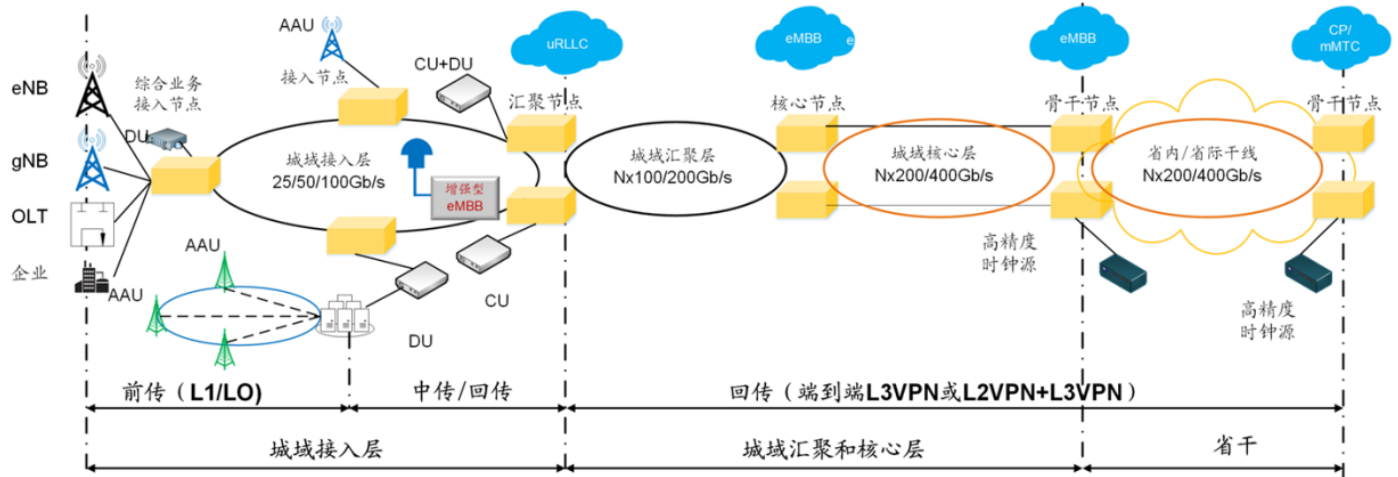 AAU
uRLLC
eMBB
e
eMBB
CP/
mMTC
eNB
综合业务
接入节点
接入节点
CU+DU
汇聚节点
核心节点
骨干节点
骨干节点
DU
gNB
城域接入层
25/50/100Gb/s
城域汇聚层
Nx100/200Gb/s
城域核心层
Nx200/400Gb/s
省内/省际干线
Nx200/400Gb/s
增强型
eMBB
OLT
企业
AAU
AAU
CU
DU
高精度
时钟源
高精度
时钟源
前传（L1/LO)
中传/回传
回传（端到端L3VPN或L2VPN+L3VPN）
城域接入层
城域汇聚和核心层
省干